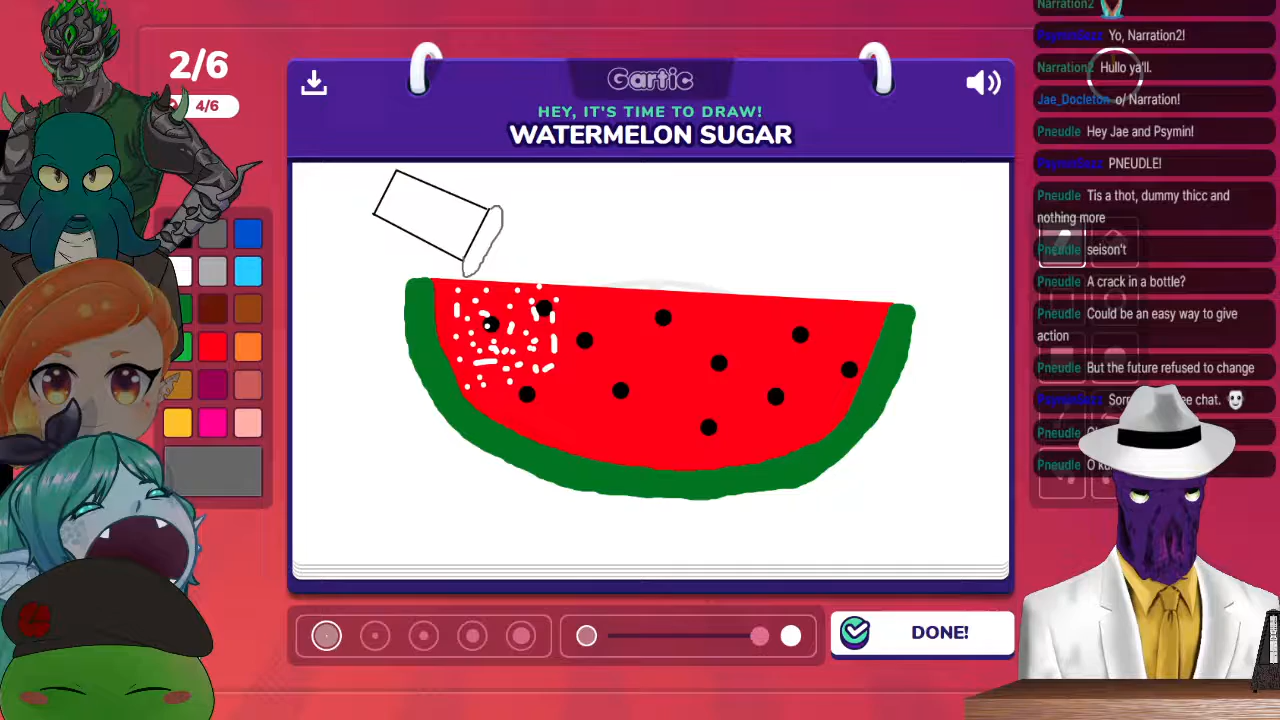 2/6
4/6
Gartic
HEY, IT'S TIME TO DRAW!
WATERMELON SUGAR
DONE!
Narration2
PsyminBazz Yo, Narration2!
Narration2 Hullo ya'll.
Jae_Docleton o/ Narration!
Pneudle Hey Jae and Psymin!
PNEUDLE!
Pneudle Tis a thot, dummy thicc and
nothing more
Pneudle seison't
Pneudle A crack in a bottle?
Pneudle Could be an easy way to give
action
Pneudle But the future refused to change
chat.
Pneudle
Pneudle